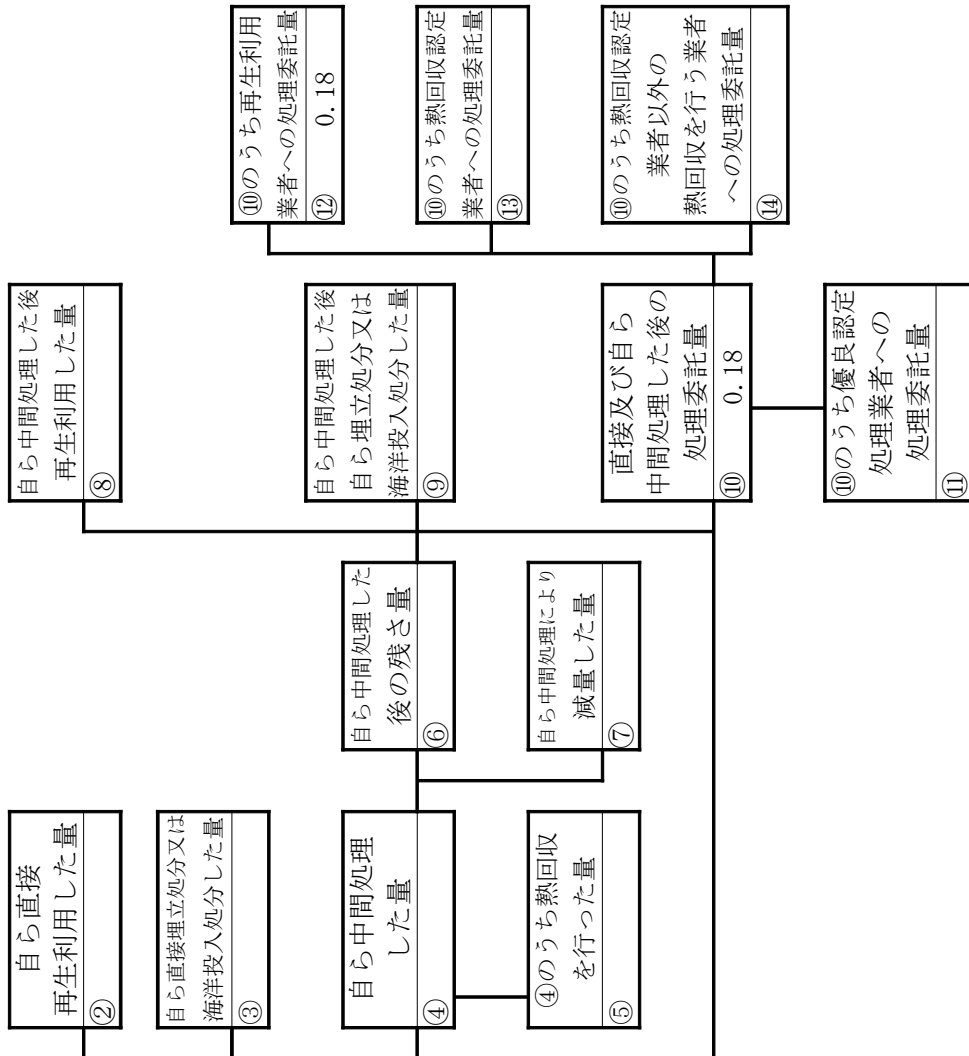 自ら直接
再生利用した量
②
自ら直接埋立処分又は
海洋投入処分した量
③
自ら中間処理
した量
④
④のうち熱回収
を行った量
⑤
自ら中間処理した
後の残さ量
⑥
自ら中間処理により
減量した量
⑦
自ら中間処理した後
再生利用した量
⑧
自ら中間処理した後
自ら埋立処分又は
海洋投入処分した量
⑨
直接及び自ら
中間処理した後の
処理委託量
⑩ 0.18
⑩のうち優良認定
処理業者への
処理委託量
⑪
⑩のうち再生利用
業者への処理委託量
⑫ 0.18
⑩のうち熱回収認定
業者への処理委託量
⑬
⑩のうち熱回収認定
業者以外の
熱回収を行う業者
への処理委託量
⑭